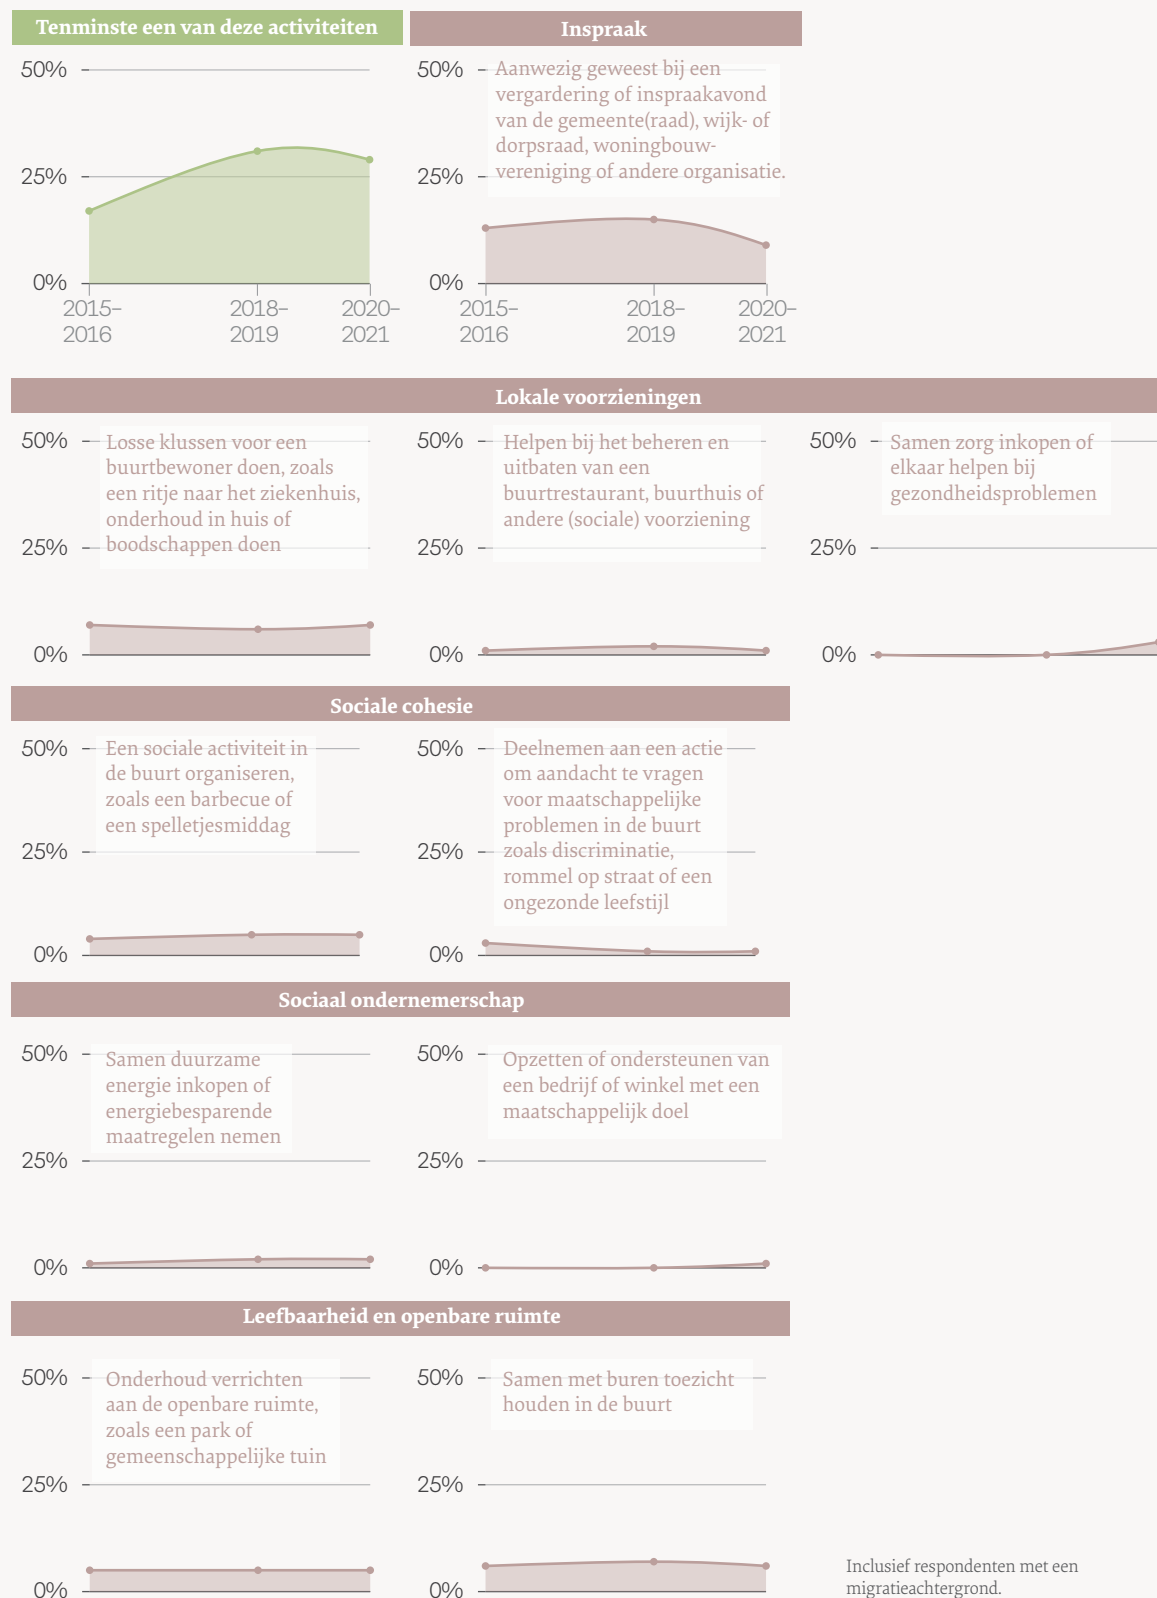 Tenminste een van deze activiteiten
50%
25%
0%
2015–
2016
2018–
2019
2020–
2021
Inspraak
50%
25%
0%
Aanwezig geweest bij een
vergardering of inspraakavond
van de gemeente(raad), wijk- of
dorpsraad, woningbouw-
vereniging of andere organisatie.
2015–
2016
2018–
2019
2020–
2021
Lokale voorzieningen
50%
25%
0%
Losse klussen voor een
buurtbewoner doen, zoals
een ritje naar het ziekenhuis,
onderhoud in huis of
boodschappen doen
50%
25%
0%
Helpen bij het beheren en
uitbaten van een
buurtrestaurant, buurthuis of
andere (sociale) voorziening
50%
25%
0%
Samen zorg inkopen of
elkaar helpen bij
gezondheidsproblemen
Sociale cohesie
50%
25%
0%
Een sociale activiteit in
de buurt organiseren,
zoals een barbecue of
een spelletjesmiddag
50%
25%
0%
Deelnemen aan een actie
om aandacht te vragen
voor maatschappelijke
problemen in de buurt
zoals discriminatie,
rommel op straat of een
ongezonde leefstijl
Sociaal ondernemerschap
50%
25%
0%
Samen duurzame
energie inkopen of
energiebesparende
maatregelen nemen
50%
25%
0%
Opzetten of ondersteunen van
een bedrijf of winkel met een
maatschappelijk doel
Leefbaarheid en openbare ruimte
50%
25%
0%
Onderhoud verrichten
aan de openbare ruimte,
zoals een park of
gemeenschappelijke tuin
50%
25%
0%
Samen met buren toezicht
houden in de buurt
Inclusief respondenten met een
migratieachtergrond.